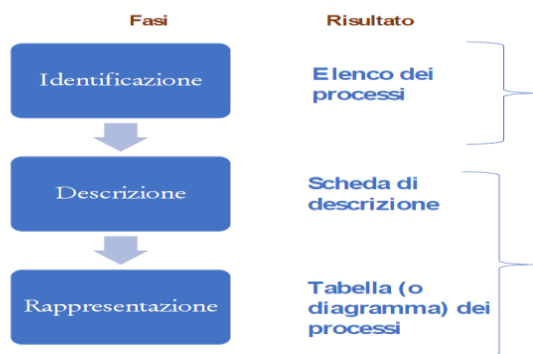 Fasi Risultato
Identificazione
Elenco dei
processi
Descrizione
Scheda di
descrizione
Rappresentazione
Tabella (o
diagramma) dei
processi